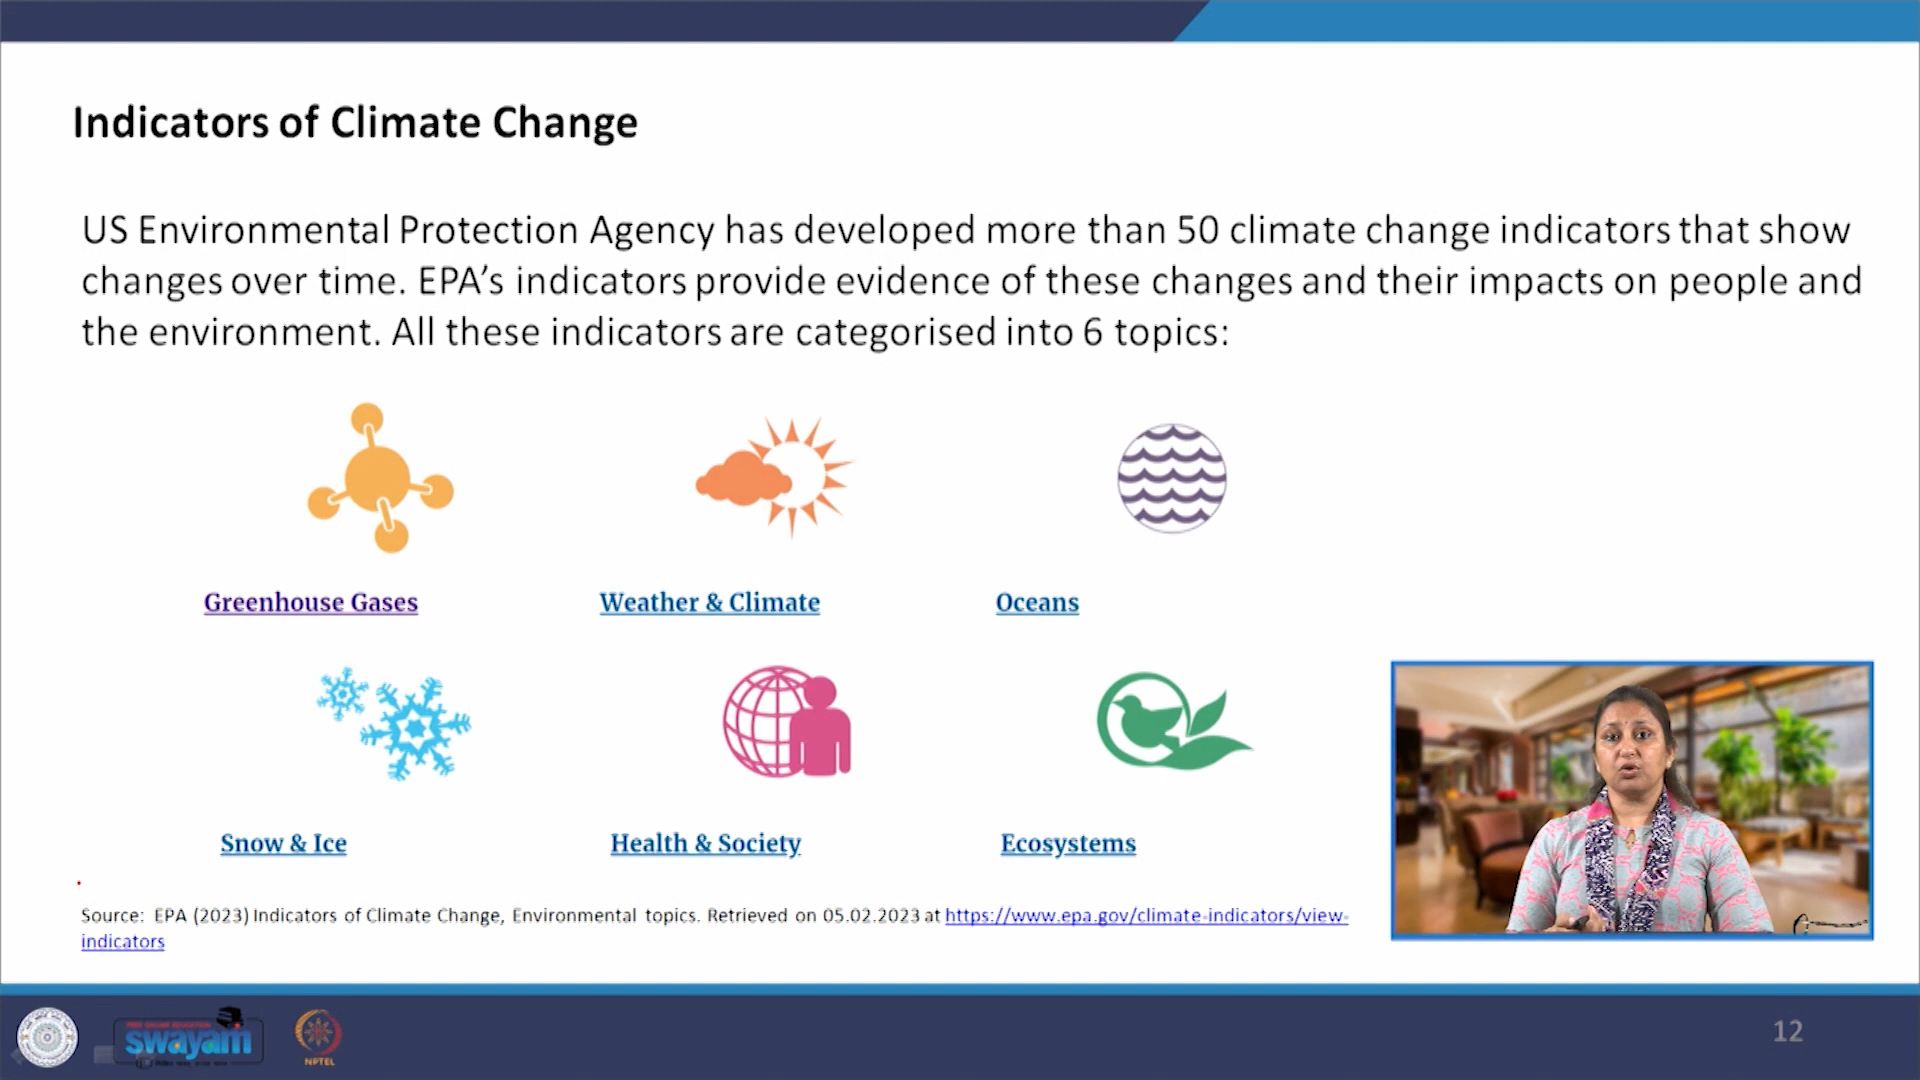 Indicators of Climate Change
US Environmental Protection Agency has developed more than 50 climate change indicators that show
changes over time. EPA’s indicators provide evidence of these changes and their impacts on people and
the environment. All these indicators are categorised into 6 topics:
Greenhouse Gases
Weather & Climate
Oceans
Snow & Ice
Health & Society
Ecosystems
Source: EPA (2023) Indicators of Climate Change, Environmental topics. Retrieved on 05.02.2023 at https://www.epa.gov/climate-indicators/view-
indicators
FREE ONLINE EDUCATION
swayam
NPTEL
12